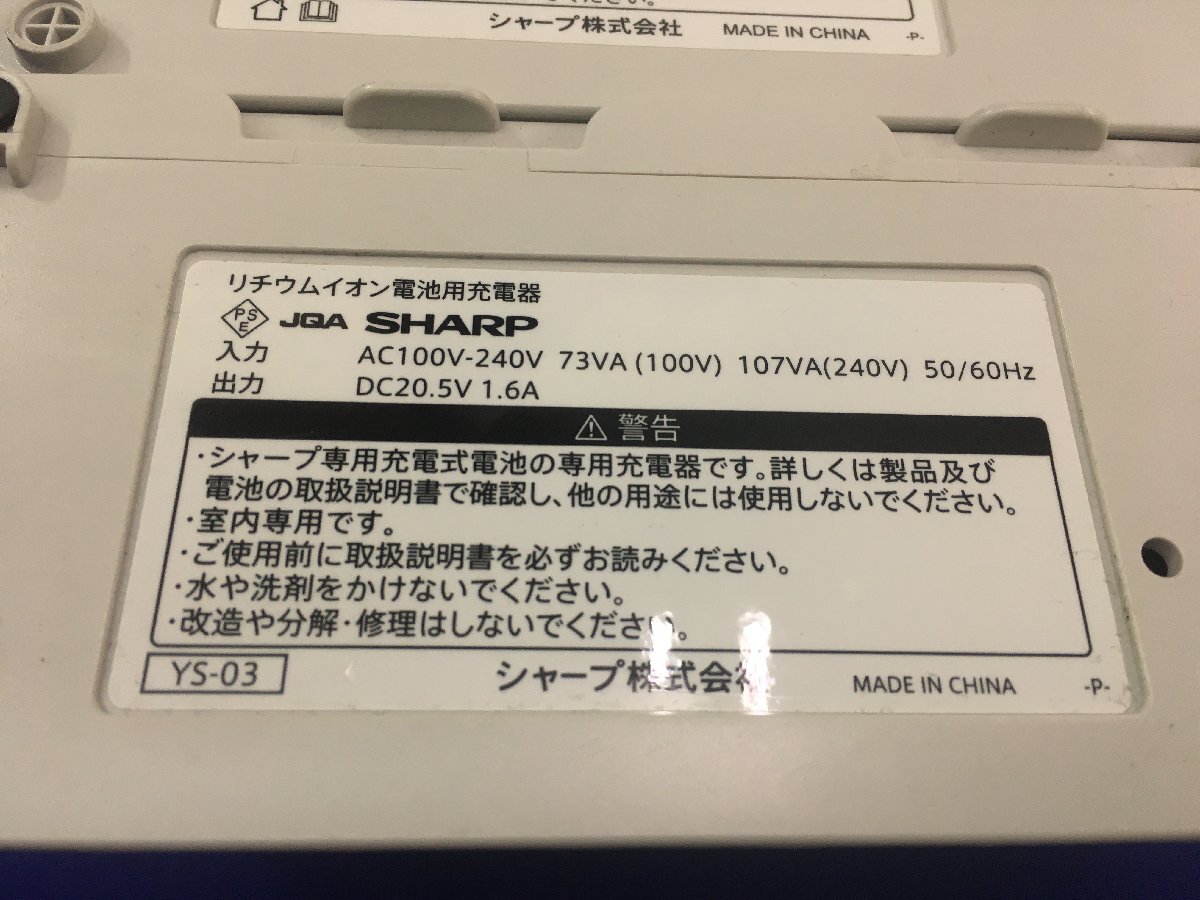 シャープ株式会社 MADE IN CHINA -P-
リチウムイオン電池用充電器
PSE JQA SHARP
入力 AC100V-240V 73VA (100V) 107VA(240V) 50/60Hz
出力 DC20.5V 1.6A
⚠ 警告
・シャープ専用充電式電池の専用充電器です。詳しくは製品及び
電池の取扱説明書で確認し、他の用途には使用しないでください。
・室内専用です。
・ご使用前に取扱説明書を必ずお読みください。
・水や洗剤をかけないでください。
・改造や分解・修理はしないでください。
YS-03 シャープ株式会社 MADE IN CHINA -P-